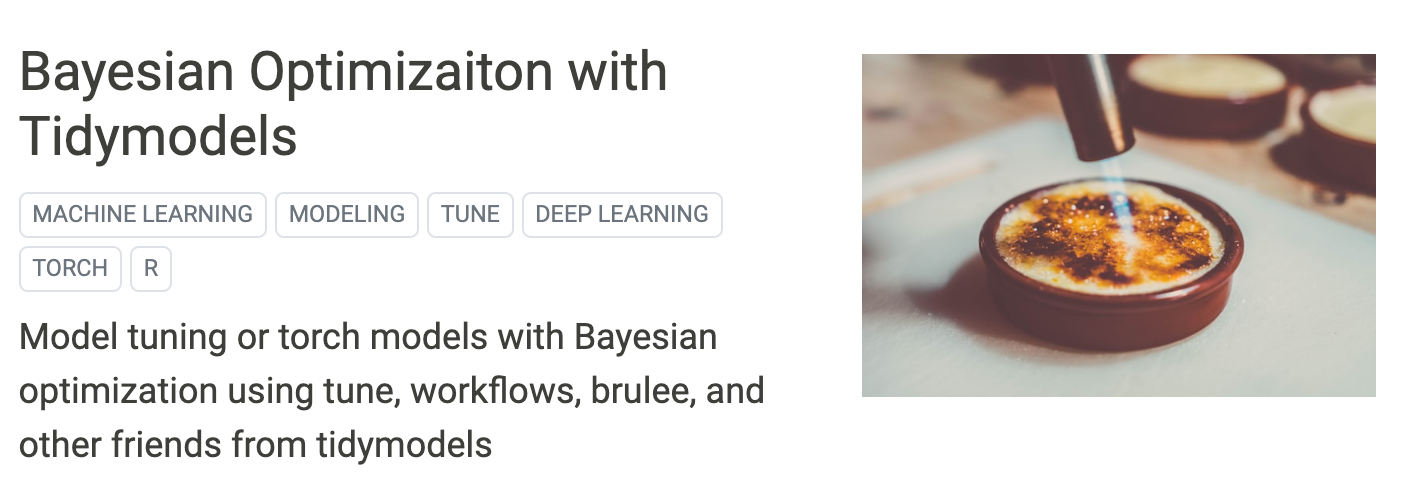 Bayesian Optimizaiton with
Tidymodels
MACHINE LEARNING MODELING TUNE DEEP LEARNING
TORCH R
Model tuning or torch models with Bayesian
optimization using tune, workflows, brulee, and
other friends from tidymodels